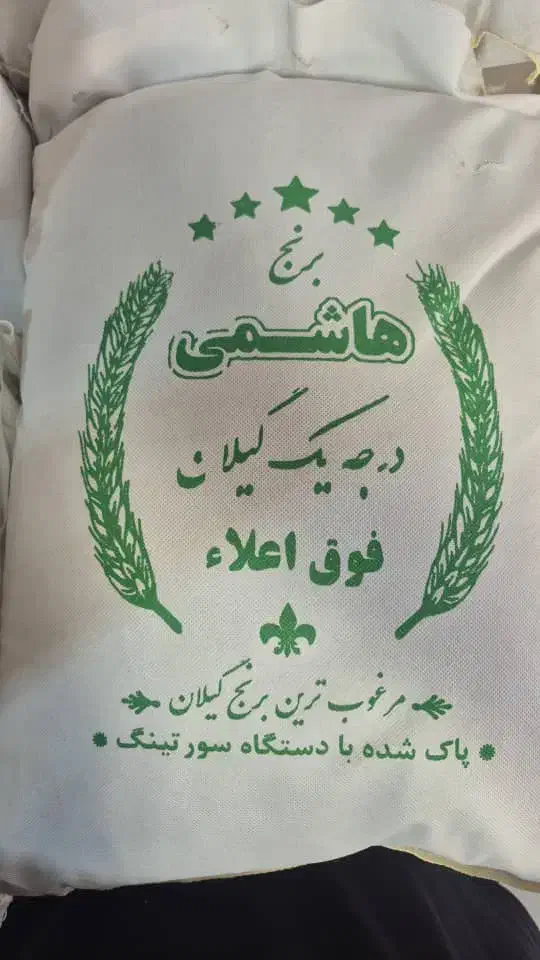 برنج
هاشمی
درجه یک گیلان
فوق اعلاء
مرغوب ترین برنج گیلان
پاک شده با دستگاه سورتینگ